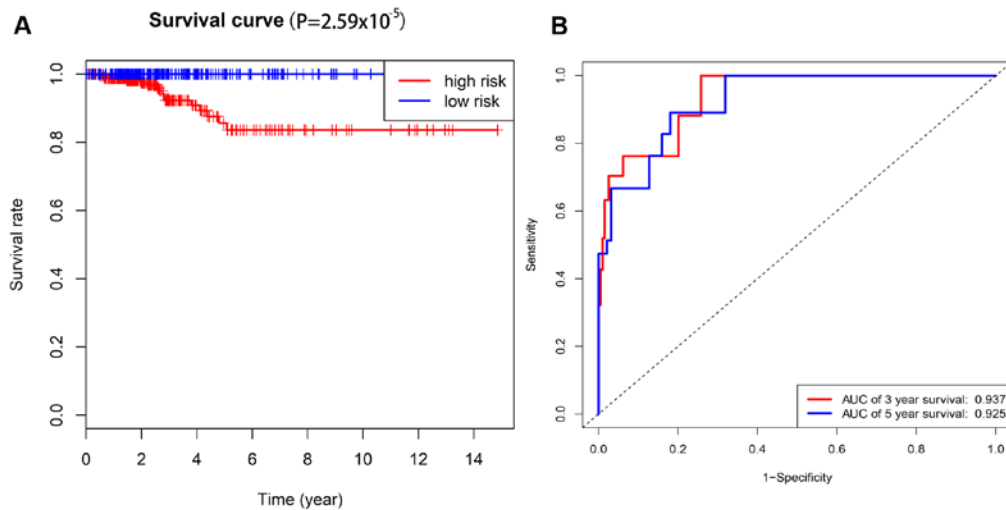 A
Survival curve (P=2.59x10-5)
high risk
low risk
Survival rate
0.0
0.2
0.4
0.6
0.8
1.0
0 2 4 6 8 10 12 14
Time (year)
B
Sensitivity
0.0
0.2
0.4
0.6
0.8
1.0
AUC of 3 year survival: 0.937
AUC of 5 year survival: 0.925
0.0 0.2 0.4 0.6 0.8 1.0
1−Specificity